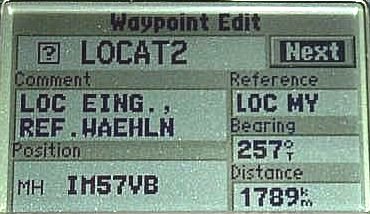 Waypoint Edit
? LOCAT2 Next
Comment
LOC EING.,
REF.WAEHLN
Reference
LOC MY
Bearing
257°T
Position
MH IM57VB
Distance
1789km